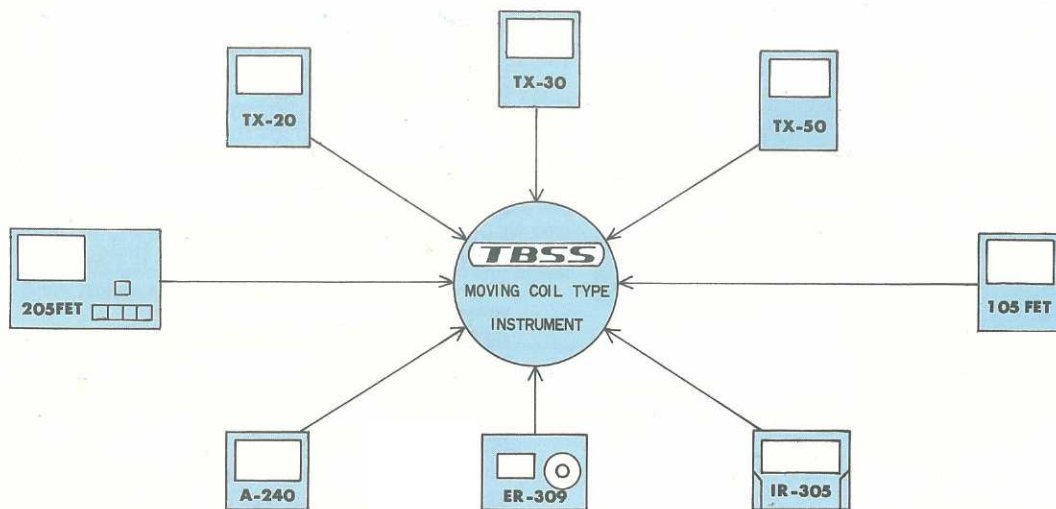 TX-20
TX-30
TX-50
205FET
TBSS
MOVING COIL TYPE
INSTRUMENT
105 FET
A-240
ER-309
IR-305